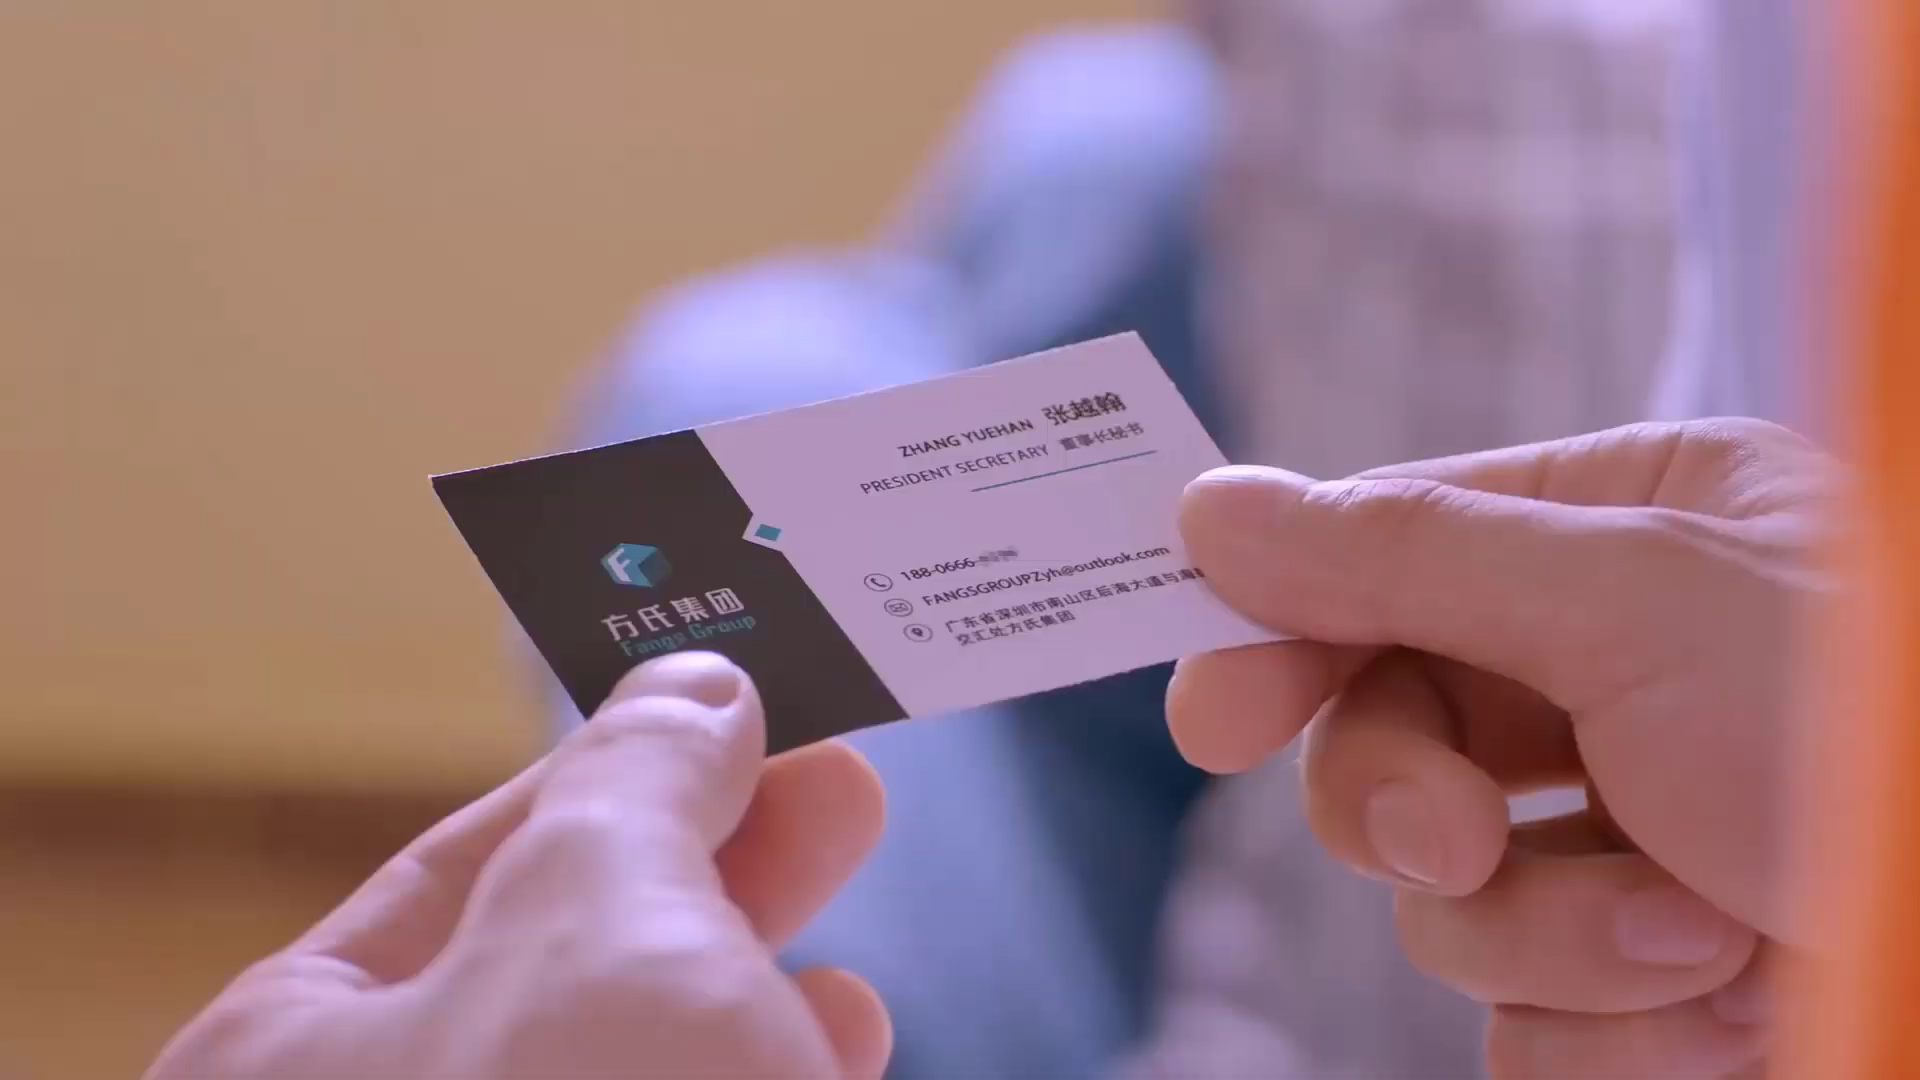 F
方氏集团
Fangs Group
ZHANG YUEHAN 张越翰
PRESIDENT SECRETARY 董事长秘书
188-0666-
FANGSGROUPZyh@outlook.com
广东省深圳市南山区后海大道与海
交汇处方氏集团